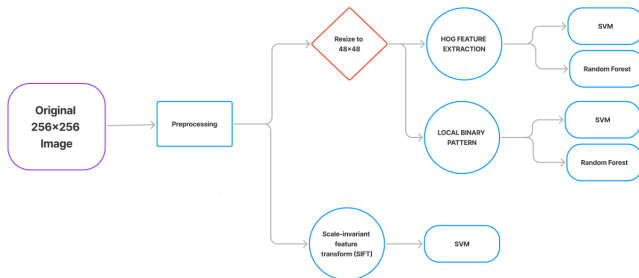 Original
256×256
Image
Preprocessing
Resize to
48×48
HOG FEATURE
EXTRACTION
SVM
Random Forest
LOCAL BINARY
PATTERN
SVM
Random Forest
Scale-invariant
feature
transform (SIFT)
SVM